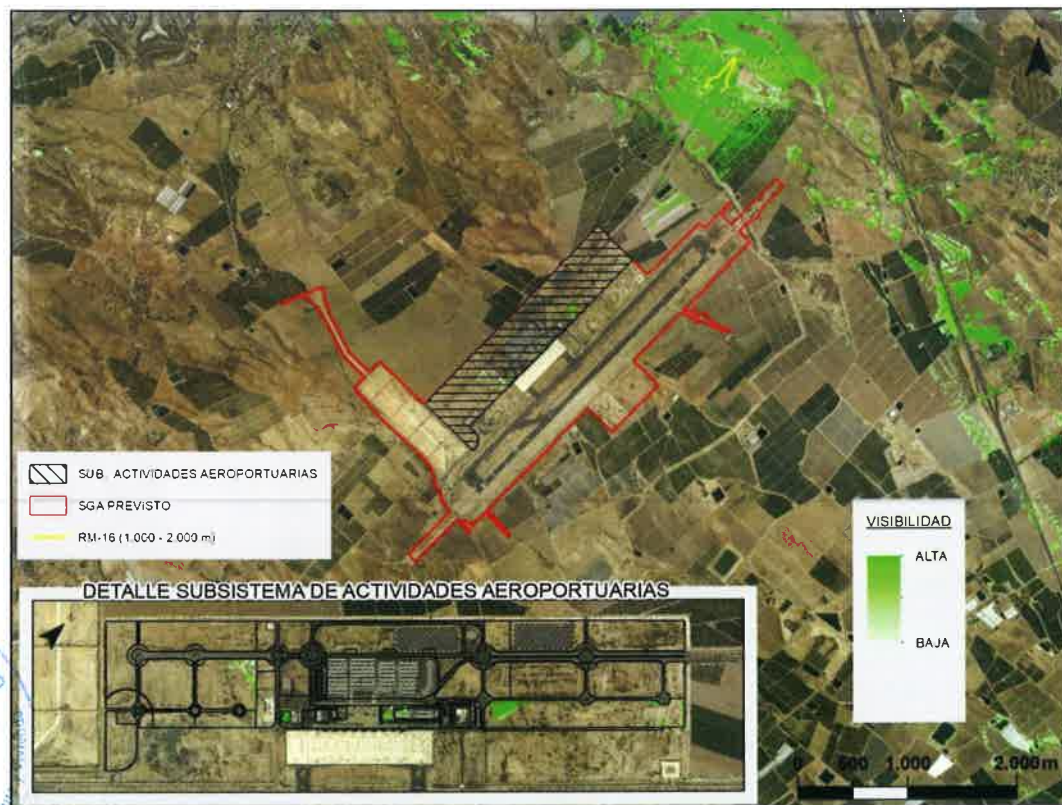 SUB. ACTIVIDADES AEROPORTUARIAS
SGA PREVISTO
RM-16 (1.000 - 2.000 m)
VISIBILIDAD
ALTA
BAJA
DETALLE SUBSISTEMA DE ACTIVIDADES AEROPORTUARIAS
0 500 1.000 2.000 m